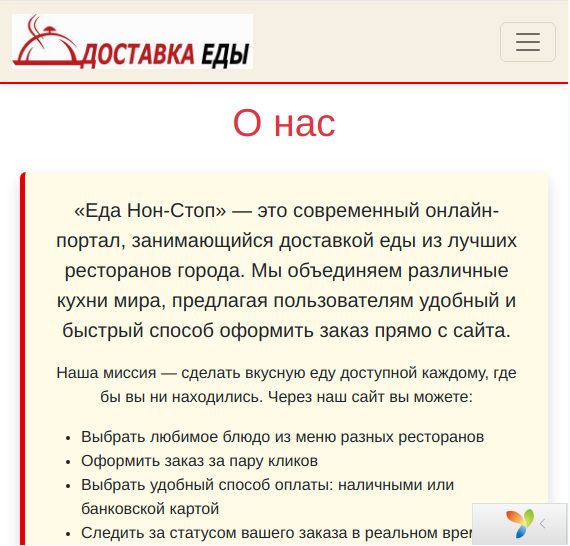 ДОСТАВКА ЕДЫ
О нас
«Еда Нон-Стоп» — это современный онлайн-
портал, занимающийся доставкой еды из лучших
ресторанов города. Мы объединяем различные
кухни мира, предлагая пользователям удобный и
быстрый способ оформить заказ прямо с сайта.
Наша миссия — сделать вкусную еду доступной каждому, где
бы вы ни находились. Через наш сайт вы можете:
• Выбрать любимое блюдо из меню разных ресторанов
• Оформить заказ за пару кликов
• Выбрать удобный способ оплаты: наличными или
банковской картой
• Следить за статусом вашего заказа в реальном